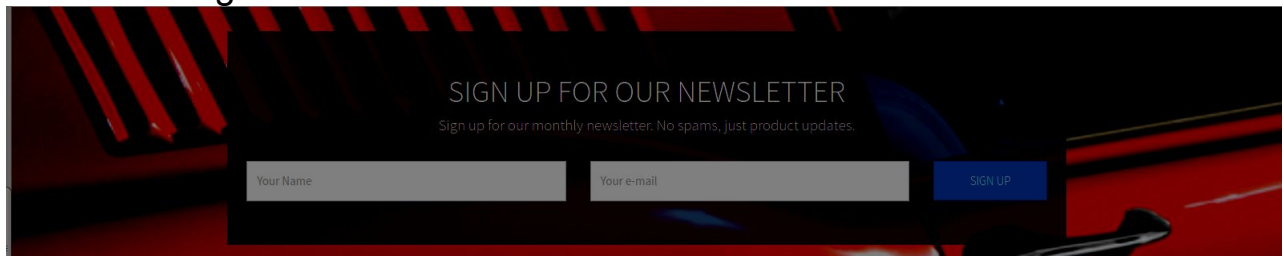 SIGN UP FOR OUR NEWSLETTER
Sign up for our monthly newsletter. No spams, just product updates.
Your Name
Your e-mail
SIGN UP